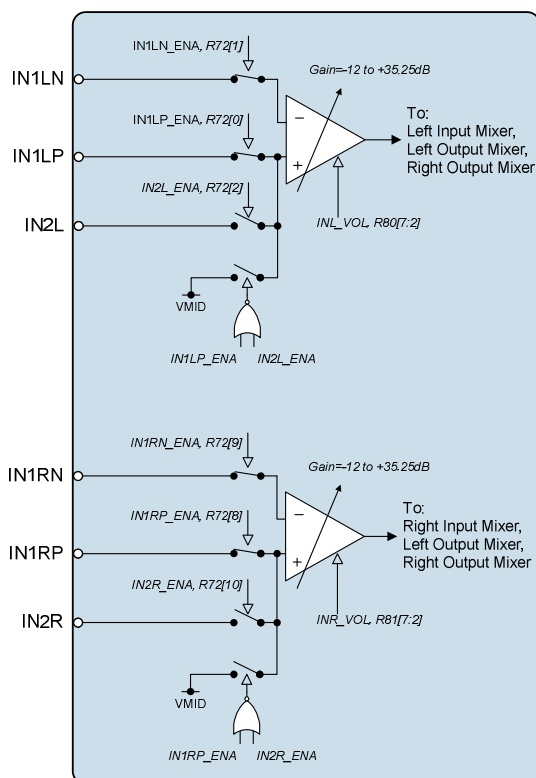 IN1LN_ENA, R72[1]
Gain=-12 to +35.25dB
IN1LN
To:
Left Input Mixer,
Left Output Mixer,
Right Output Mixer
IN1LP_ENA, R72[0]
−
IN1LP
+
IN2L_ENA, R72[2]
IN2L
INL_VOL, R80[7:2]
VMID
IN1LP_ENA IN2L_ENA
IN1RN_ENA, R72[9]
Gain=-12 to +35.25dB
IN1RN
To:
Right Input Mixer,
Left Output Mixer,
Right Output Mixer
IN1RP_ENA, R72[8]
−
IN1RP
+
IN2R_ENA, R72[10]
IN2R
INR_VOL, R81[7:2]
VMID
IN1RP_ENA IN2R_ENA